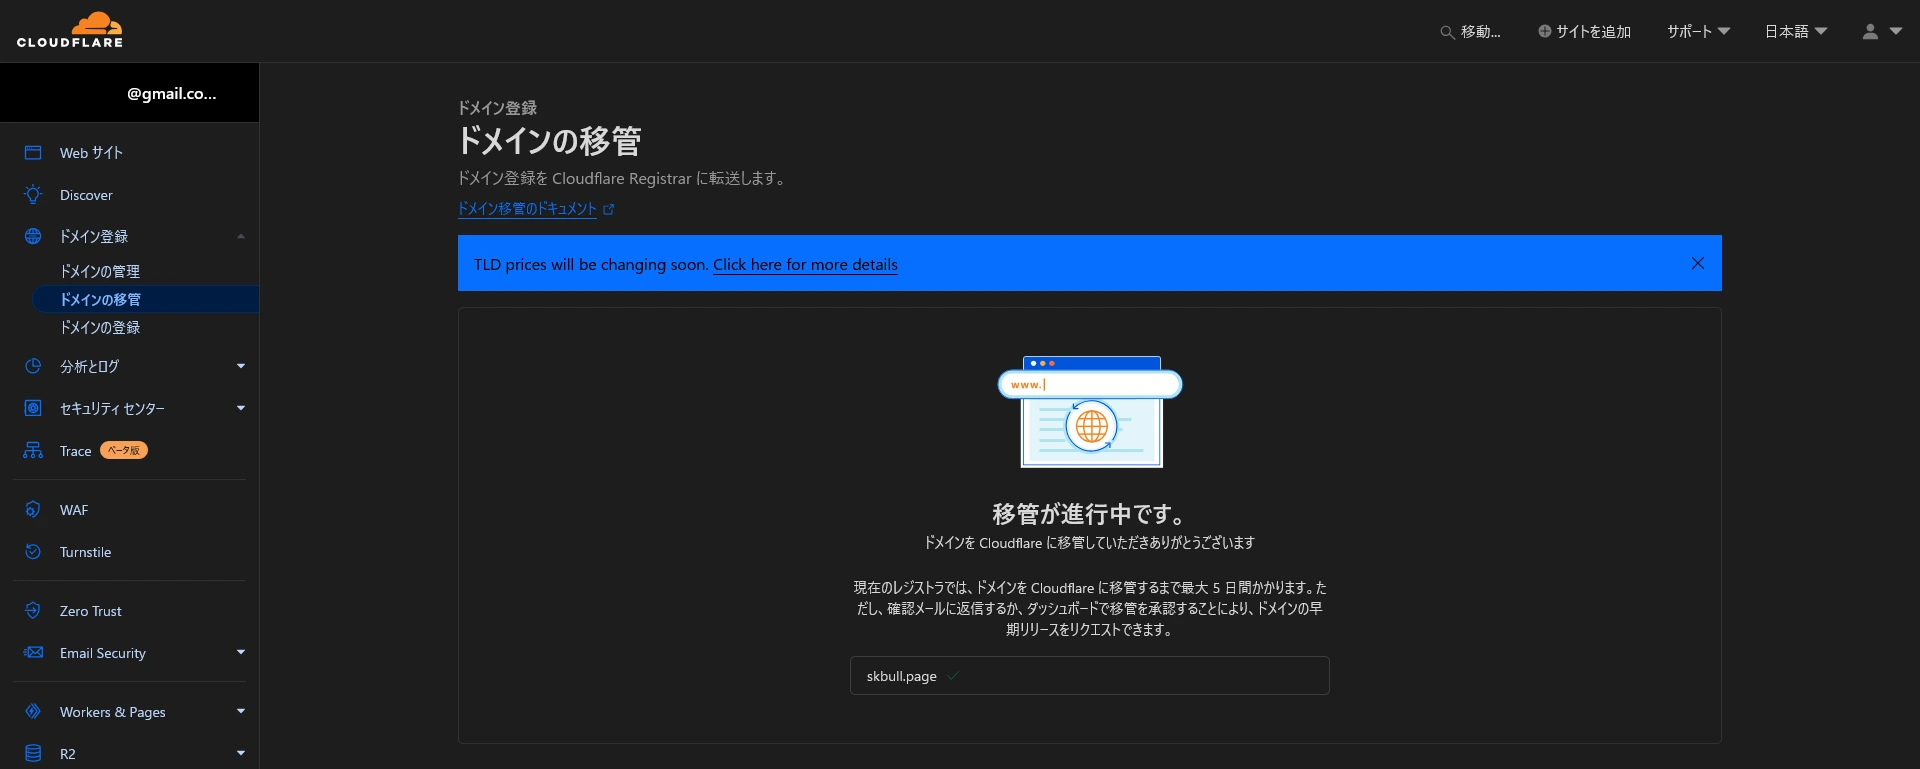 CLOUDFLARE
移動...
サイトを追加
サポート
日本語
@gmail.co...
Web サイト
Discover
ドメイン登録
ドメインの管理
ドメインの移管
ドメインの登録
分析とログ
セキュリティ センター
Trace ベータ版
WAF
Turnstile
Zero Trust
Email Security
Workers & Pages
R2
ドメイン登録
ドメインの移管
ドメイン登録を Cloudflare Registrar に転送します。
ドメイン移管のドキュメント
TLD prices will be changing soon. Click here for more details
www.
移管が進行中です。
ドメインを Cloudflare に移管していただきありがとうございます
現在のレジストラでは、ドメインを Cloudflare に移管するまで最大 5 日間かかります。た
だし、確認メールに返信するか、ダッシュボードで移管を承認することにより、ドメインの早
期リリースをリクエストできます。
skbull.page